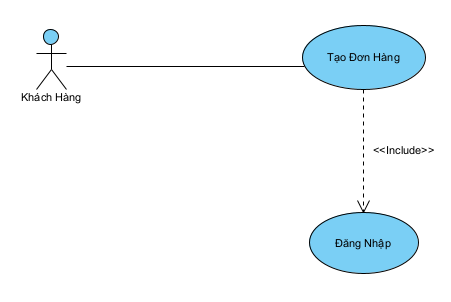 Tạo Đơn Hàng
Khách Hàng
<<Include>>
Đăng Nhập